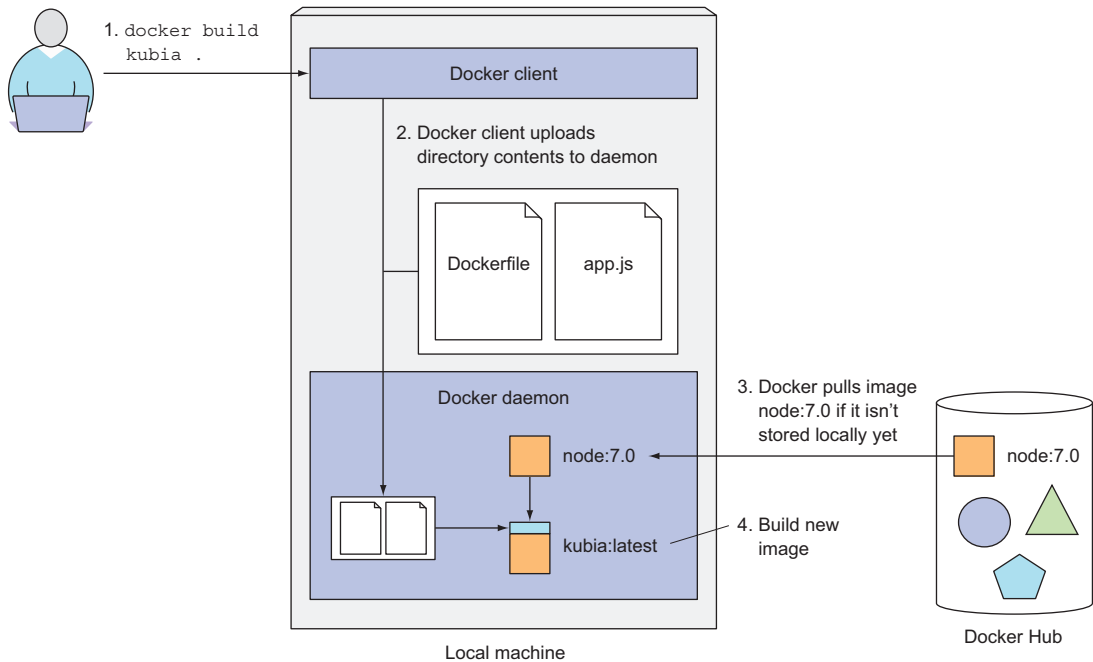 1. docker build
kubia .
Docker client
2. Docker client uploads
directory contents to daemon
Dockerfile
app.js
Docker daemon
3. Docker pulls image
node:7.0 if it isn't
stored locally yet
node:7.0
node:7.0
kubia:latest
4. Build new
image
Local machine
Docker Hub